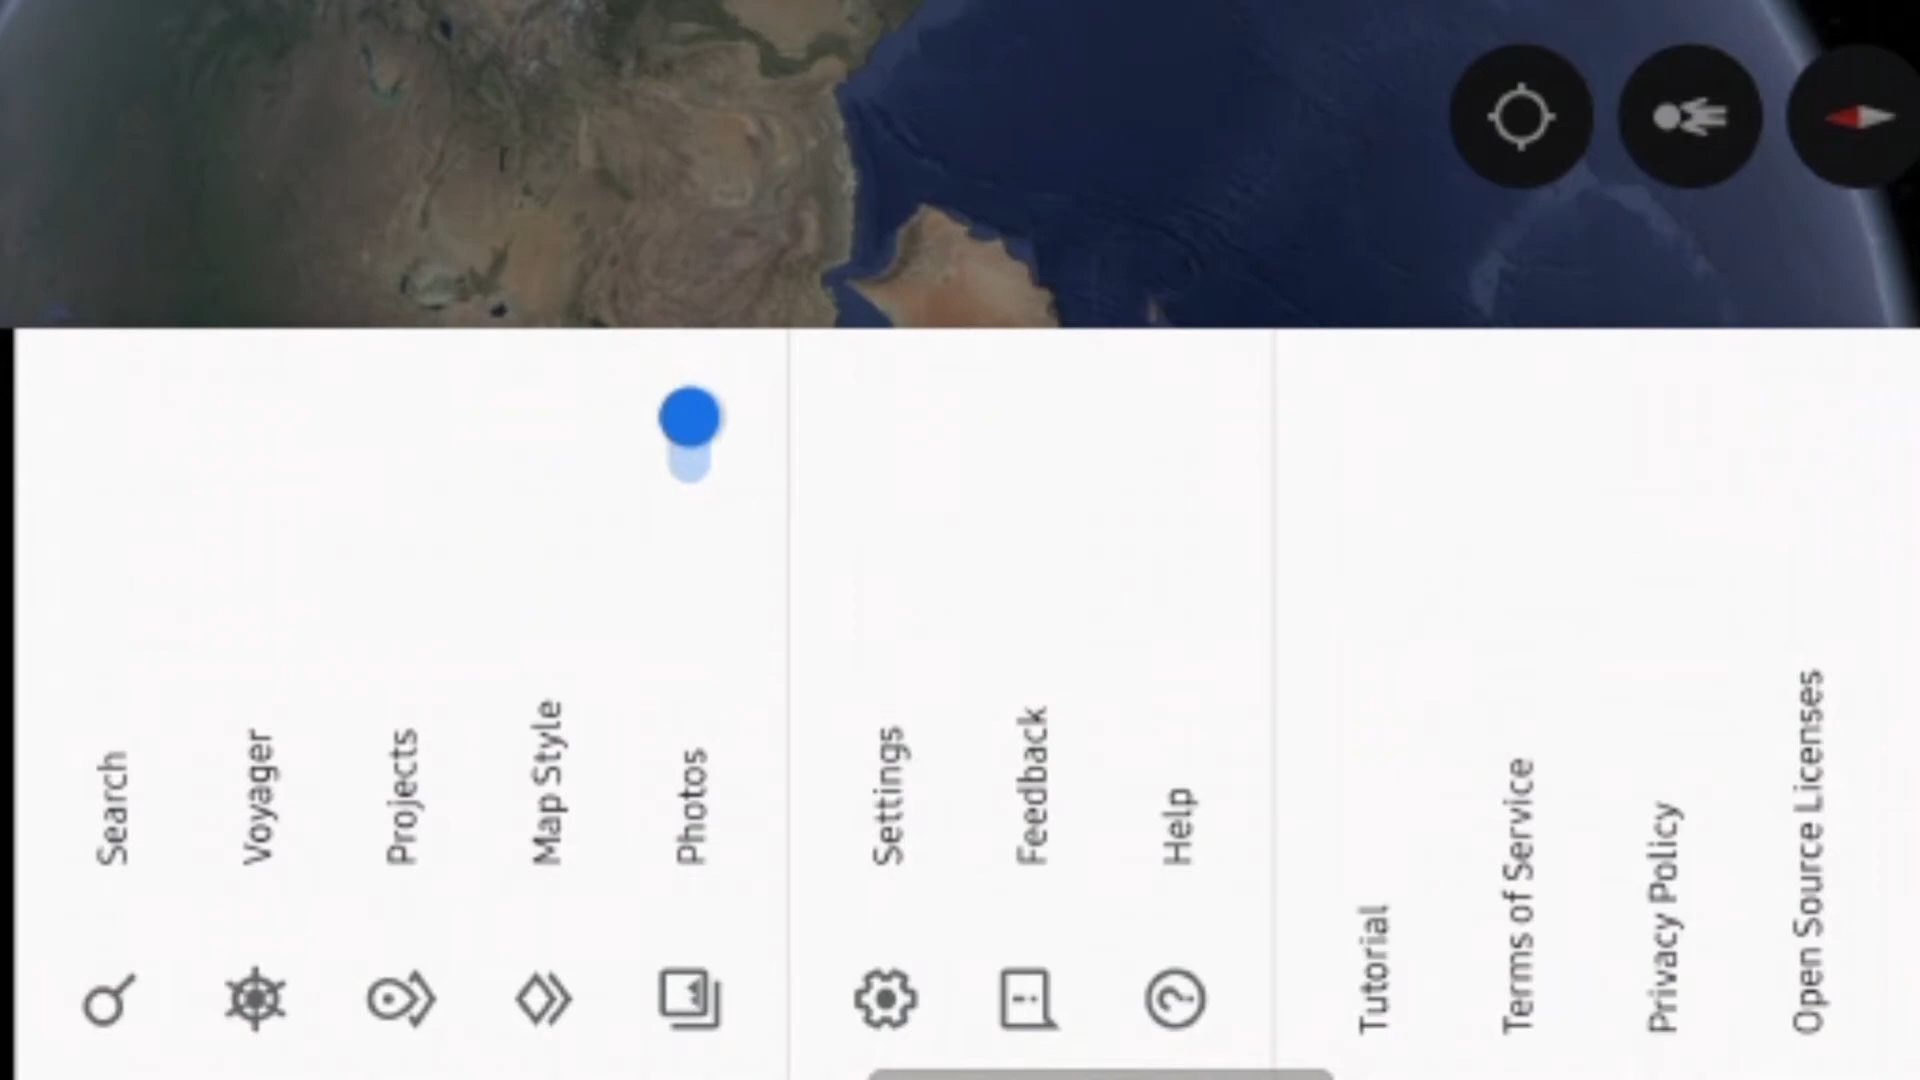 Search
Voyager
Projects
Map Style
Photos
Settings
Feedback
Help
Tutorial
Terms of Service
Privacy Policy
Open Source Licenses